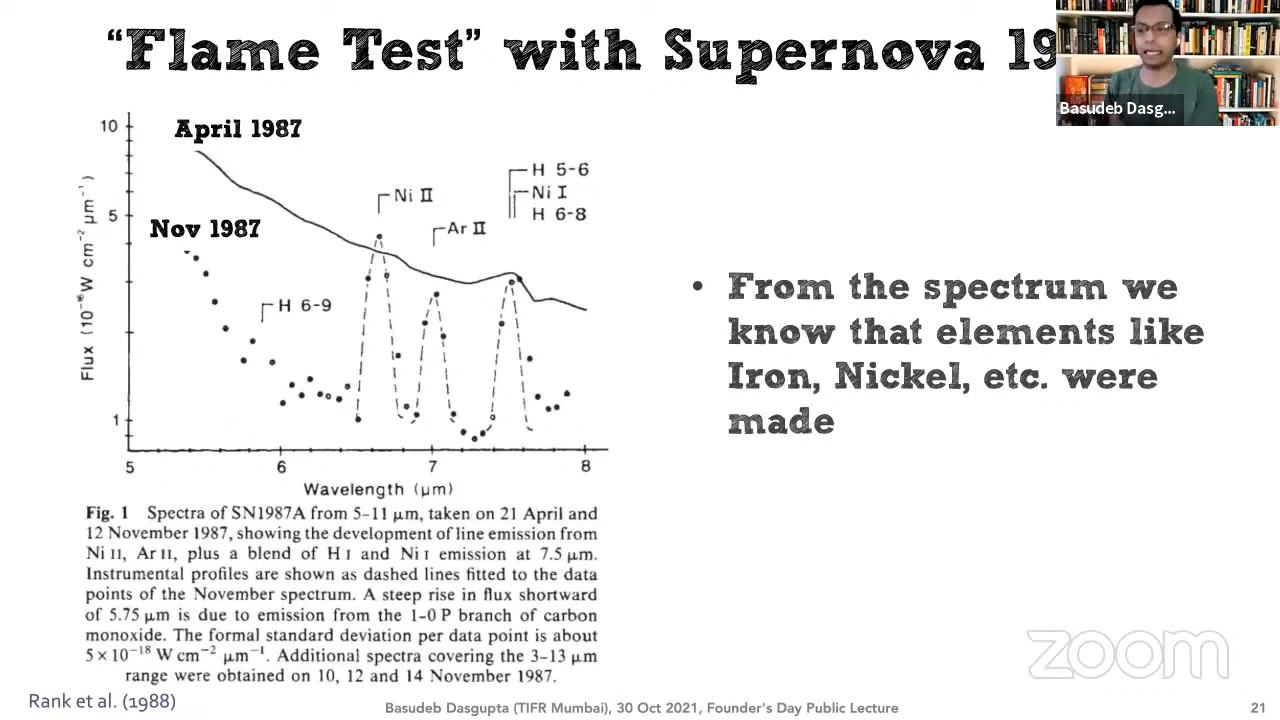 “Flame Test” with Supernova 19
Basudeb Dasg...
April 1987
Nov 1987
10
5
1
Flux (10⁻¹⁶ W cm⁻² μm⁻¹)
H 6-9
Ni II
Ar II
H 5-6
Ni I
H 6-8
5 6 7 8
Wavelength (μm)
Fig. 1 Spectra of SN1987A from 5–11 μm, taken on 21 April and
12 November 1987, showing the development of line emission from
Ni II, Ar II, plus a blend of H I and Ni I emission at 7.5 μm.
Instrumental profiles are shown as dashed lines fitted to the data
points of the November spectrum. A steep rise in flux shortward
of 5.75 μm is due to emission from the 1-0 P branch of carbon
monoxide. The formal standard deviation per data point is about
5 × 10⁻¹⁸ W cm⁻² μm⁻¹. Additional spectra covering the 3–13 μm
range were obtained on 10, 12 and 14 November 1987.
• From the spectrum we
know that elements like
Iron, Nickel, etc. were
made
zoom
Rank et al. (1988)
Basudeb Dasgupta (TIFR Mumbai), 30 Oct 2021, Founder's Day Public Lecture
21